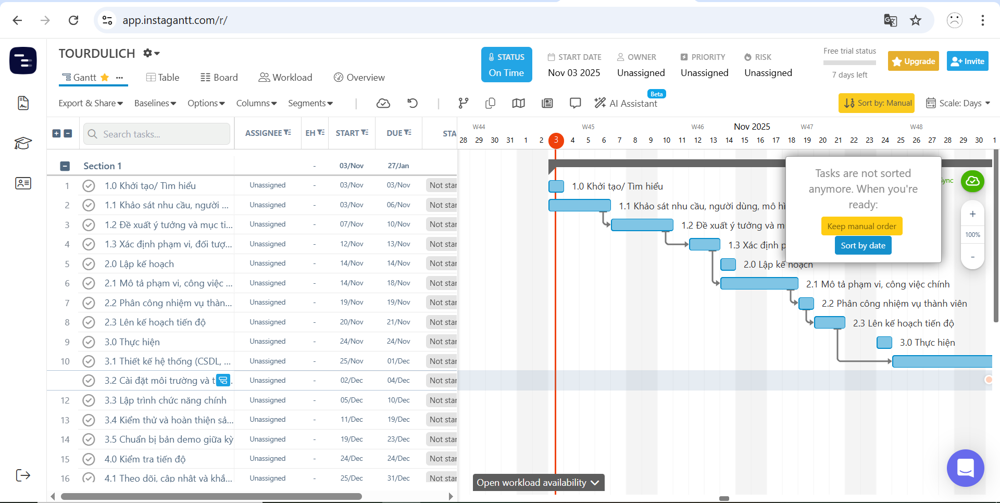 app.instagantt.com/r/
TOURDULICH
Gantt
Table
Board
Workload
Overview
STATUS
On Time
START DATE
Nov 03 2025
OWNER
Unassigned
PRIORITY
Unassigned
RISK
Unassigned
Free trial status
7 days left
Upgrade
Invite
Export & Share
Baselines
Options
Columns
Segments
AI Assistant
Beta
Sort by: Manual
Scale: Days
Search tasks...
ASSIGNEE EH START DUE STA
W44 W45 W46 Nov 2025 W47 W48
28 29 30 31 1 2 3 4 5 6 7 8 9 10 11 12 13 14 15 16 17 18 19 20 21 22 23 24 25 26 27 28 29 30 1
Section 1 - 03/Nov 27/Jan
1 1.0 Khởi tạo/ Tìm hiểu Unassigned - 03/Nov 03/Nov Not star
2 1.1 Khảo sát nhu cầu, người ... Unassigned - 03/Nov 06/Nov Not star
3 1.2 Đề xuất ý tưởng và mục ti... Unassigned - 07/Nov 10/Nov Not star
4 1.3 Xác định phạm vi, đối tượ... Unassigned - 12/Nov 13/Nov Not star
5 2.0 Lập kế hoạch Unassigned - 14/Nov 14/Nov Not star
6 2.1 Mô tả phạm vi, công việc ... Unassigned - 14/Nov 18/Nov Not star
7 2.2 Phân công nhiệm vụ thàn... Unassigned - 19/Nov 19/Nov Not star
8 2.3 Lên kế hoạch tiến độ Unassigned - 20/Nov 21/Nov Not star
9 3.0 Thực hiện Unassigned - 24/Nov 24/Nov Not star
10 3.1 Thiết kế hệ thống (CSDL, ... Unassigned - 25/Nov 01/Dec Not star
3.2 Cài đặt môi trường và t . Unassigned - 02/Dec 04/Dec Not star
12 3.3 Lập trình chức năng chính Unassigned - 05/Dec 10/Dec Not star
13 3.4 Kiểm thử và hoàn thiện sả... Unassigned - 11/Dec 19/Dec Not star
14 3.5 Chuẩn bị bản demo giữa kỳ Unassigned - 19/Dec 23/Dec Not star
15 4.0 Kiểm tra tiến độ Unassigned - 24/Dec 24/Dec Not star
16 4.1 Theo dõi, cập nhật và khắ... Unassigned - 25/Dec 31/Dec Not star
1.0 Khởi tạo/ Tìm hiểu
1.1 Khảo sát nhu cầu, người dùng, mô hì
1.2 Đề xuất ý tưởng và m
1.3 Xác định p
2.0 Lập kế hoạch
2.1 Mô tả phạm vi, công việc chính
2.2 Phân công nhiệm vụ thành viên
2.3 Lên kế hoạch tiến độ
3.0 Thực hiện
Tasks are not sorted
anymore. When you're
ready:
Keep manual order
Sort by date
ync
+
100%
-
Open workload availability